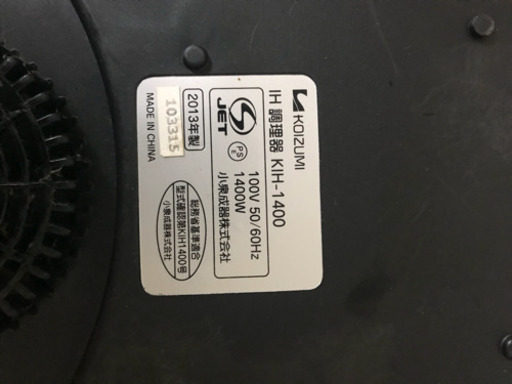 KOIZUMI
IH 調理器 KIH-1400
JET
PS
E
100V 50/60Hz
1400W
小泉成器株式会社
2013年製
103315
MADE IN CHINA
総務省基準適合
型式確認第KIH1400号
小泉成器株式会社